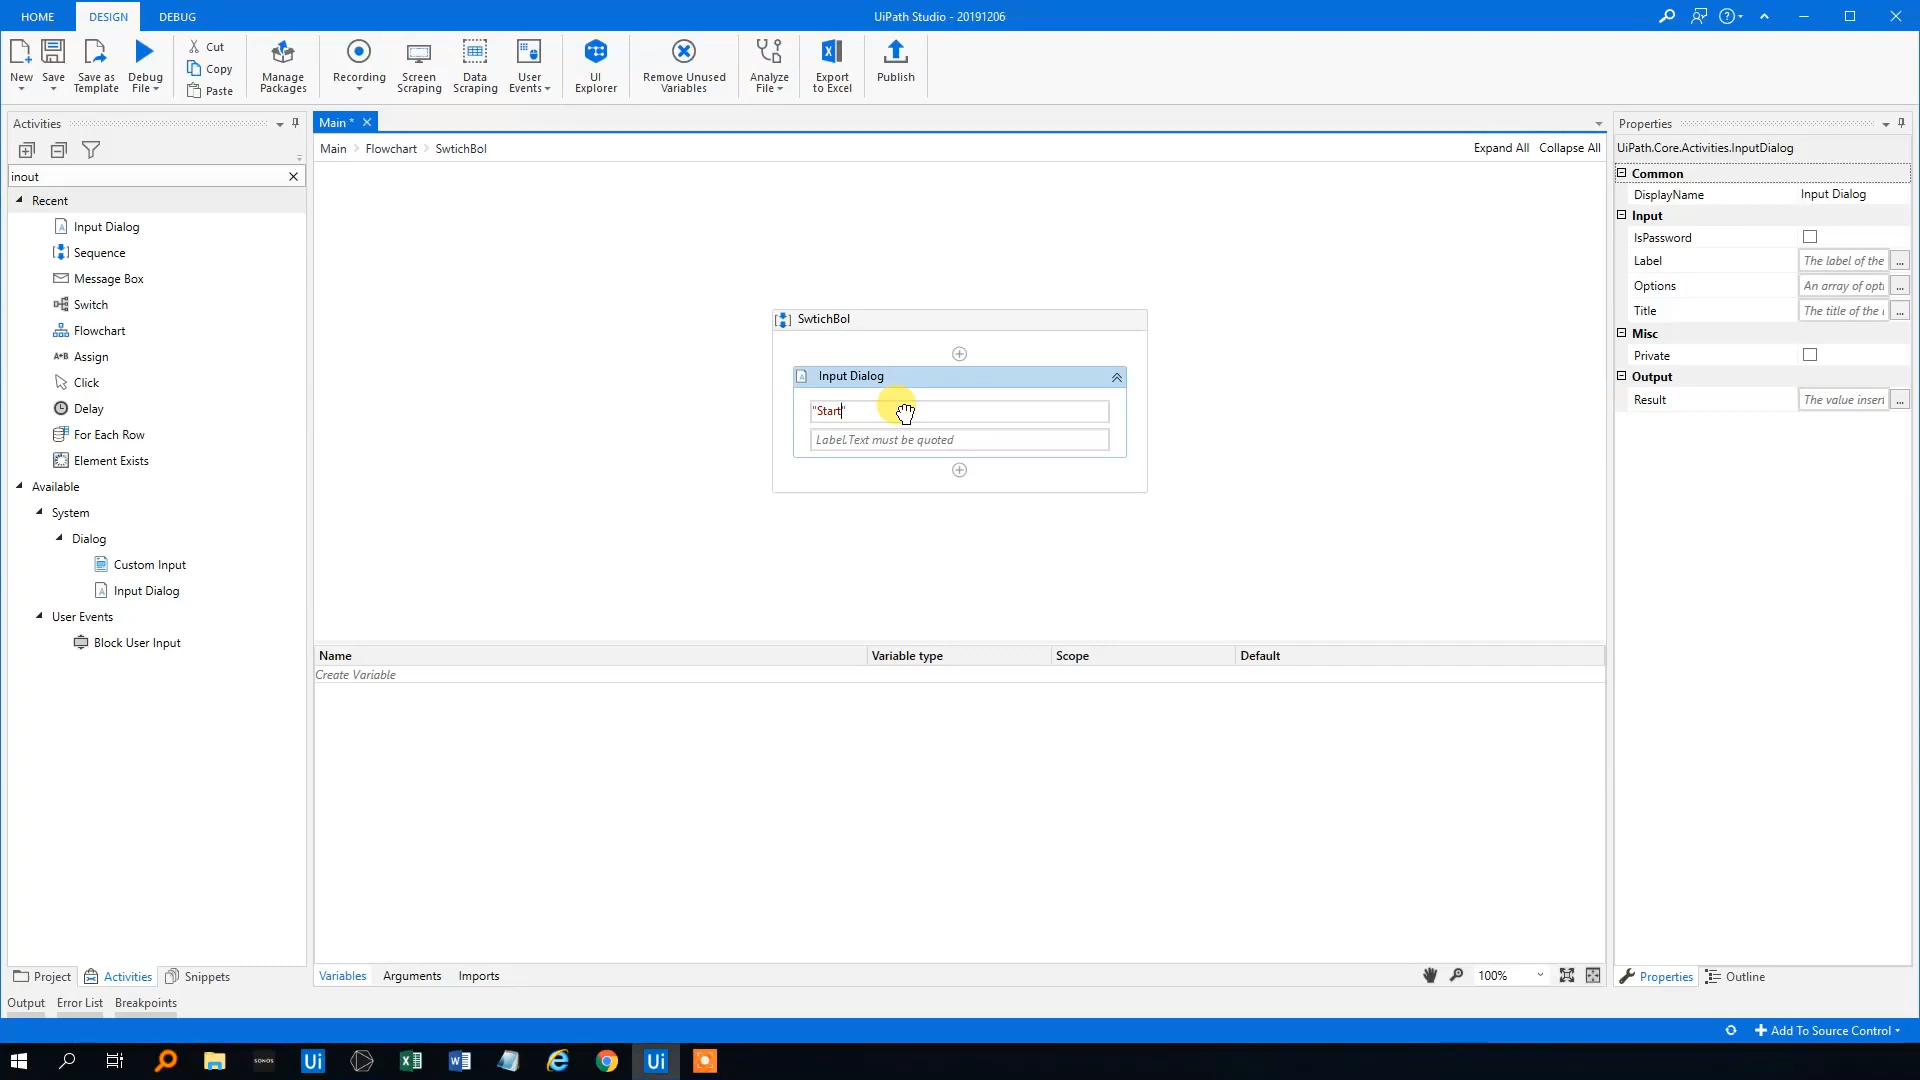 HOME DESIGN DEBUG
UiPath Studio - 20191206
New
Save
Save as
Template
Debug
File
Cut
Copy
Paste
Manage
Packages
Recording
Screen
Scraping
Data
Scraping
User
Events
UI
Explorer
Remove Unused
Variables
Analyze
File
Export
to Excel
Publish
Activities
inout
Recent
Input Dialog
Sequence
Message Box
Switch
Flowchart
Assign
Click
Delay
For Each Row
Element Exists
Available
System
Dialog
Custom Input
Input Dialog
User Events
Block User Input
Project Activities Snippets
Main *
Main Flowchart SwtichBol
Expand All Collapse All
SwtichBol
Input Dialog
"Start"
Label.Text must be quoted
Name Variable type Scope Default
Create Variable
Variables Arguments Imports
100%
Properties
UiPath.Core.Activities.InputDialog
Common
DisplayName Input Dialog
Input
IsPassword
Label The label of the ...
Options An array of opti ...
Title The title of the ...
Misc
Private
Output
Result The value insert ...
Properties Outline
Output Error List Breakpoints
Add To Source Control
SONOS
Ui
Ui